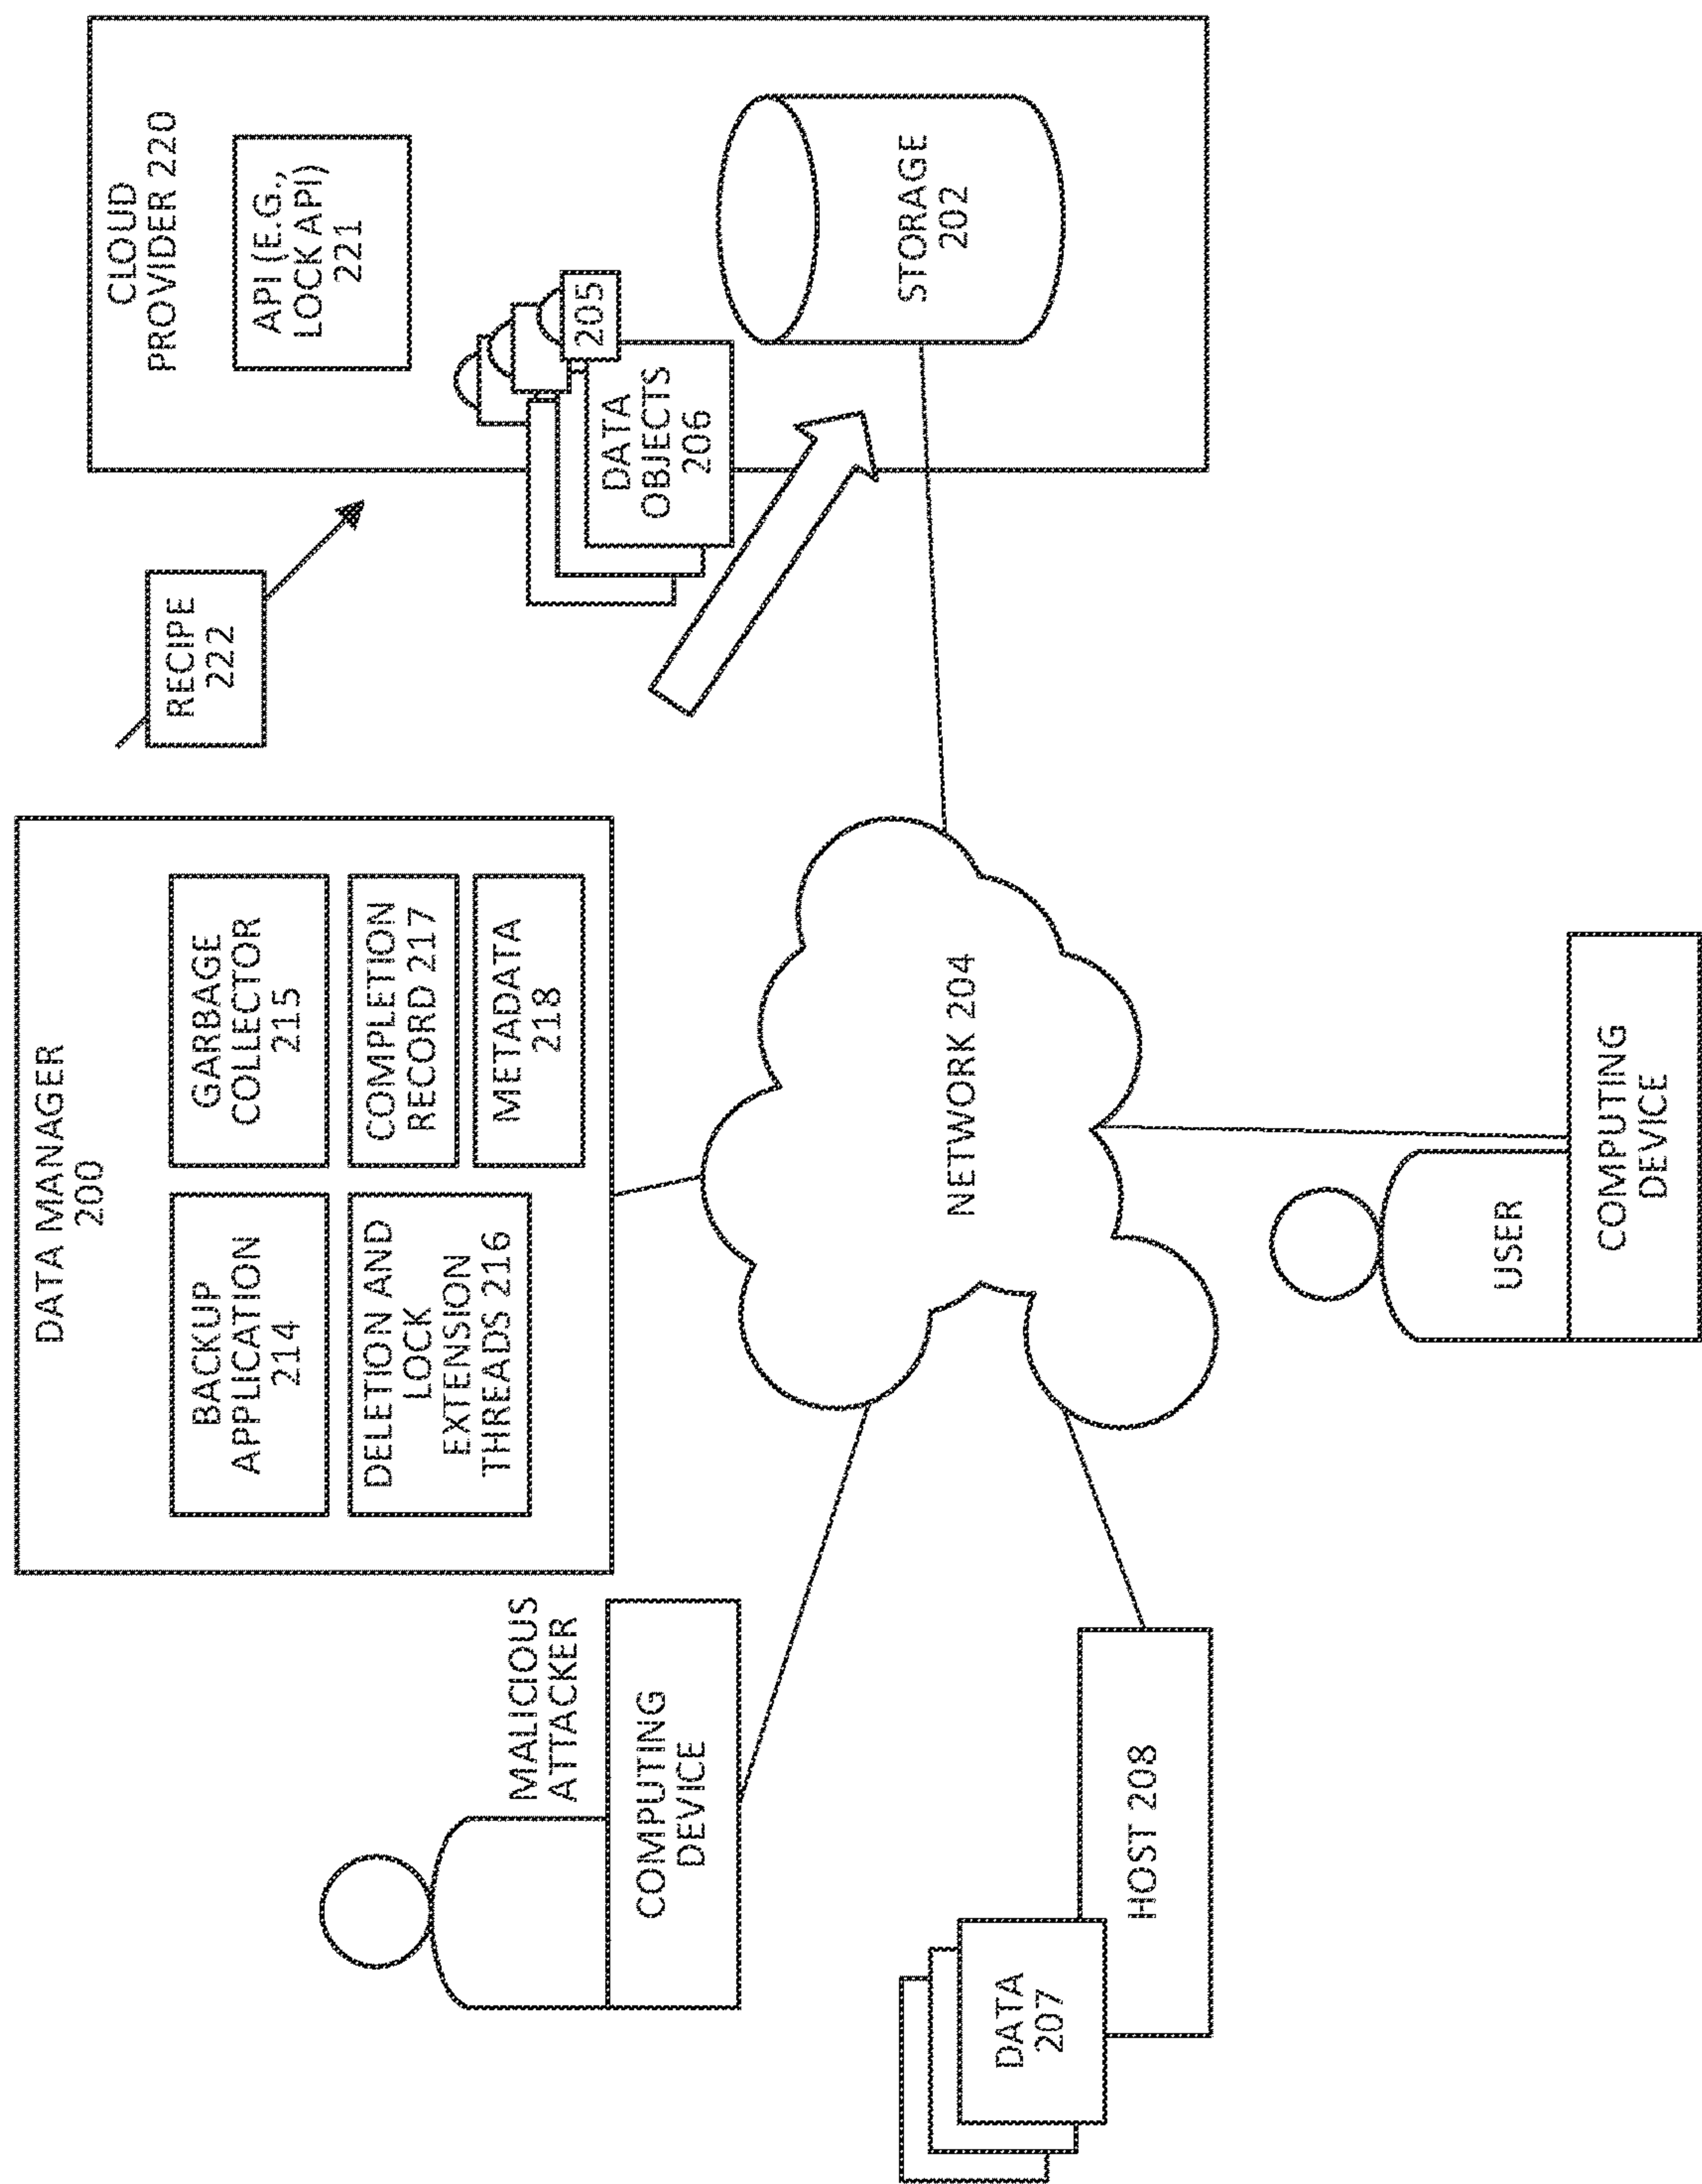 DATA MANAGER
200
BACKUP
APPLICATION
214
GARBAGE
COLLECTOR
215
DELETION AND
LOCK
EXTENSION
THREADS 216
COMPLETION
RECORD 217
METADATA
218
RECIPE
222
CLOUD
PROVIDER 220
API (E.G.,
LOCK API)
221
205
DATA
OBJECTS
206
STORAGE
202
MALICIOUS
ATTACKER
COMPUTING
DEVICE
NETWORK 204
DATA
207
HOST 208
USER
COMPUTING
DEVICE